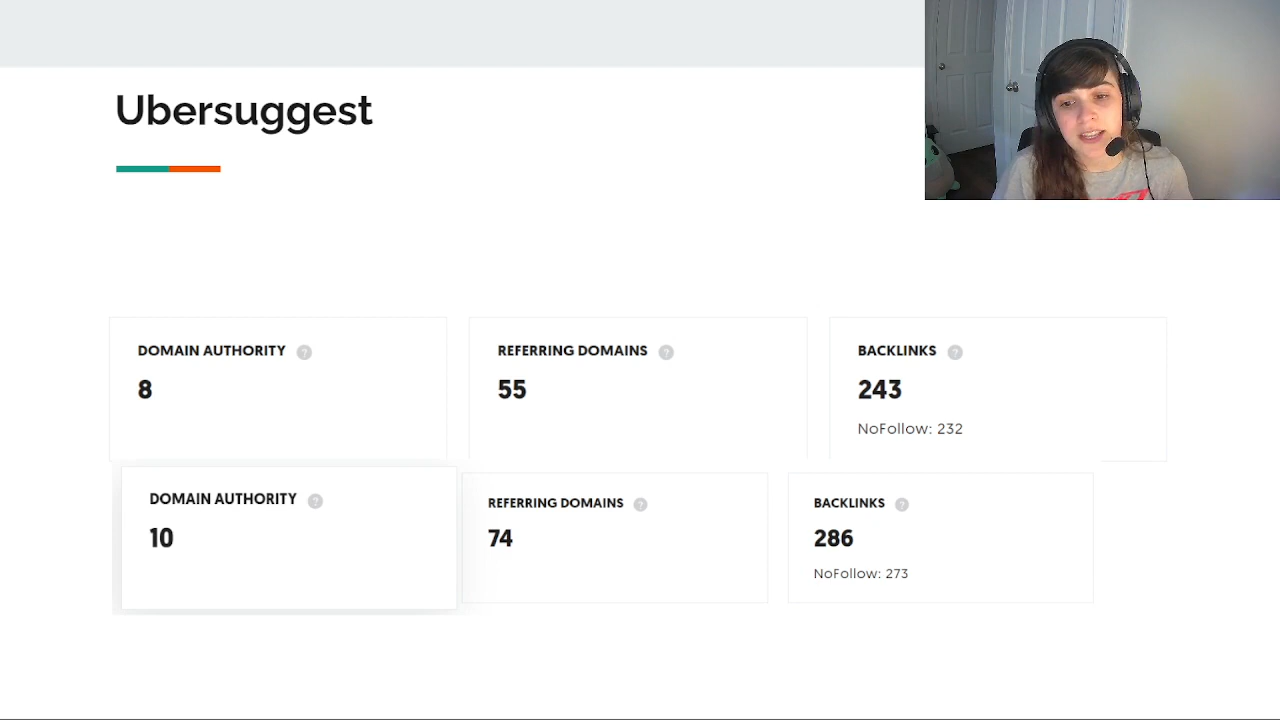 Ubersuggest
DOMAIN AUTHORITY ?
8
REFERRING DOMAINS ?
55
BACKLINKS ?
243
NoFollow: 232
DOMAIN AUTHORITY ?
10
REFERRING DOMAINS ?
74
BACKLINKS ?
286
NoFollow: 273